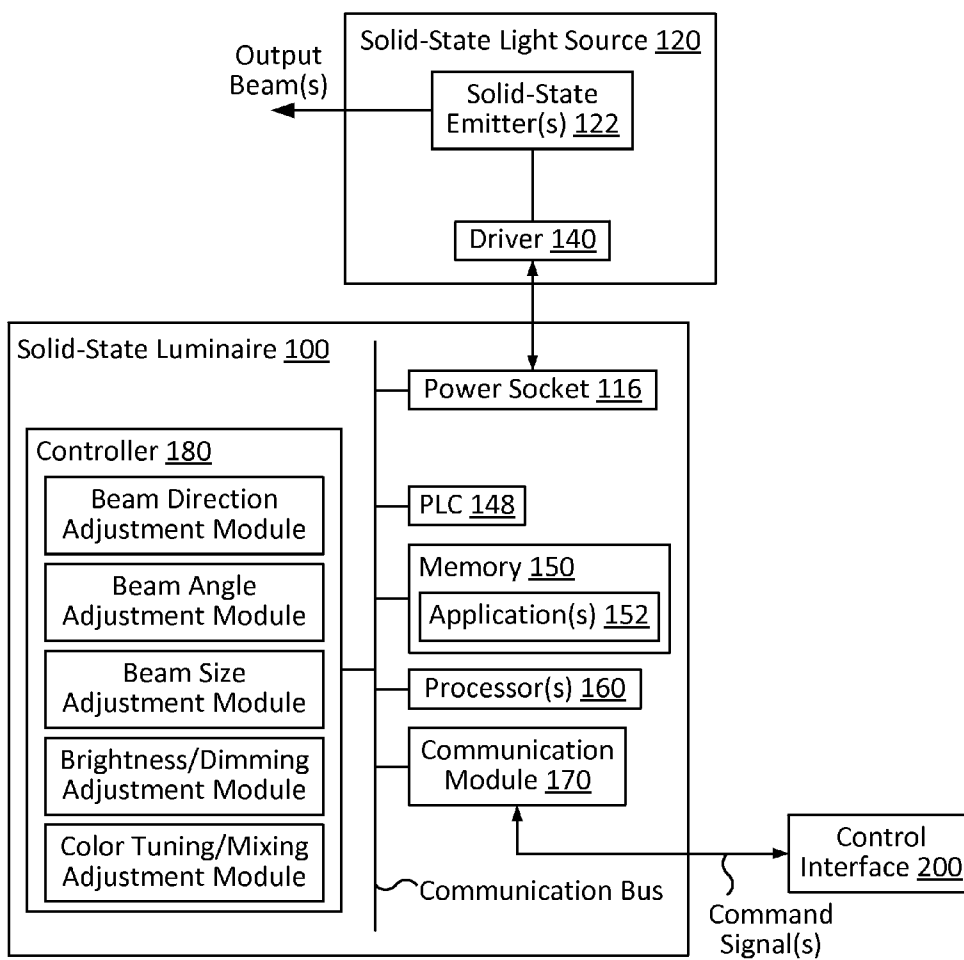 Solid-State Light Source 120
Output
Beam(s)
Solid-State
Emitter(s) 122
Driver 140
Solid-State Luminaire 100
Power Socket 116
Controller 180
Beam Direction
Adjustment Module
Beam Angle
Adjustment Module
Beam Size
Adjustment Module
Brightness/Dimming
Adjustment Module
Color Tuning/Mixing
Adjustment Module
PLC 148
Memory 150
Application(s) 152
Processor(s) 160
Communication
Module 170
Communication Bus
Control
Interface 200
Command
Signal(s)